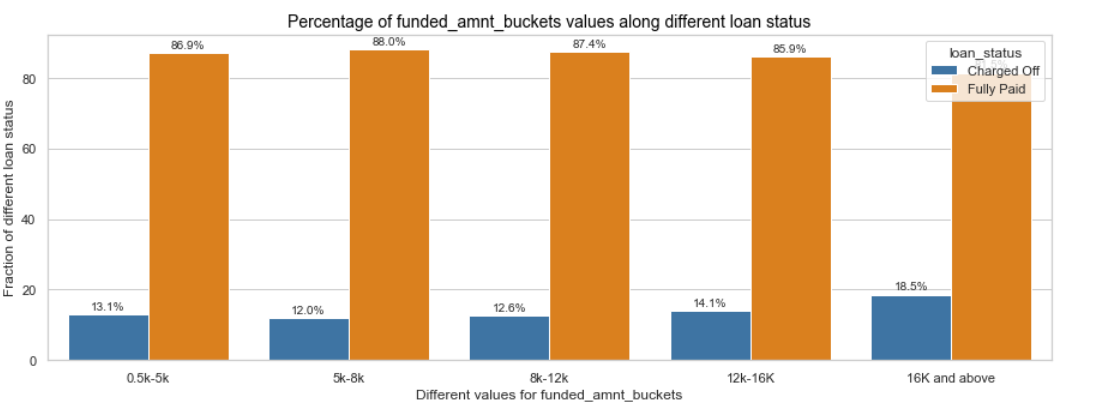 Percentage of funded_amnt_buckets values along different loan status
86.9%
88.0%
87.4%
85.9%
loan_status
Charged Off
Fully Paid
80
60
40
20
0
Fraction of different loan status
13.1%
12.0%
12.6%
14.1%
18.5%
0.5k-5k
5k-8k
8k-12k
12k-16K
16K and above
Different values for funded_amnt_buckets